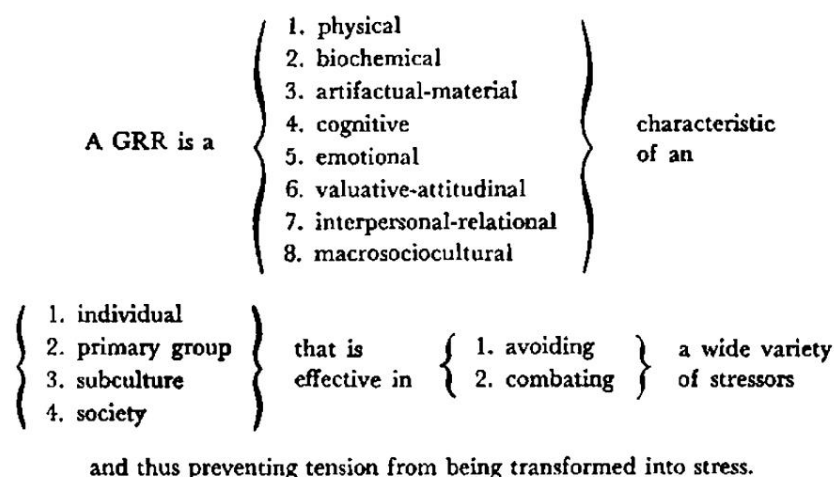 1. physical
2. biochemical
3. artifactual-material
A GRR is a
4. cognitive
5. emotional
6. valuative-attitudinal
7. interpersonal-relational
8. macrosociocultural
characteristic
of an
1. individual
2. primary group
3. subculture
4. society
that is
effective in
1. avoiding
2. combating
a wide variety
of stressors
and thus preventing tension from being transformed into stress.